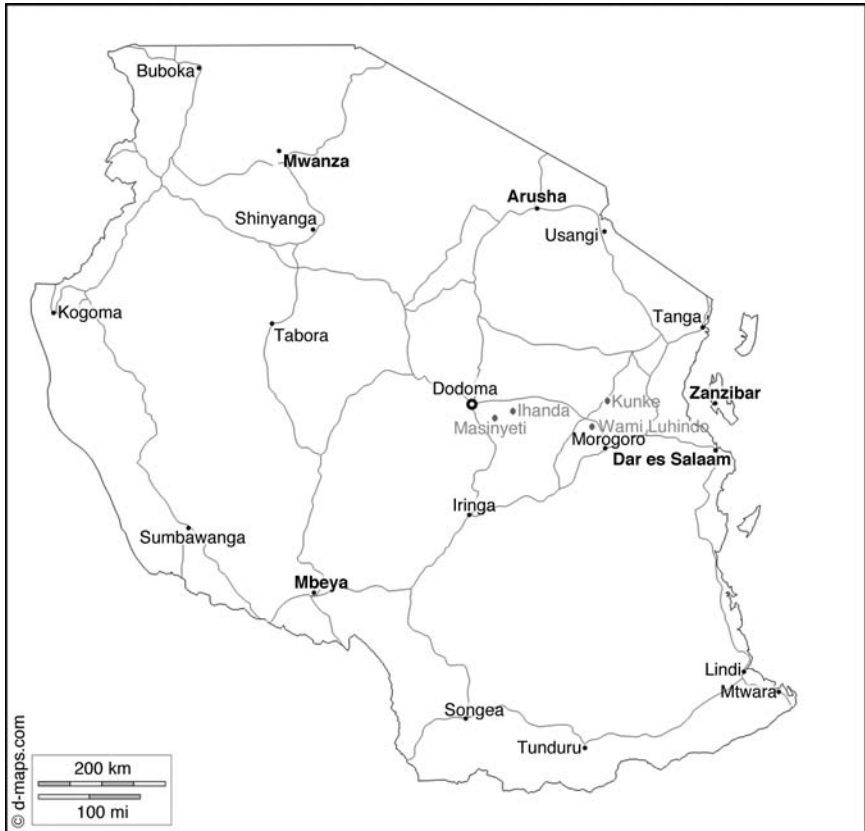 Buboka
Mwanza
Arusha
Shinyanga
Usangi
Kogoma
Tanga
Tabora
Dodoma
Zanzibar
Ihanda
Kunke
Masinyeti
Wami Luhindo
Morogoro
Dar es Salaam
Iringa
Sumbawanga
Mbeya
Lindi
Mtwara
Songea
Tunduru
200 km
100 mi
© d-maps.com